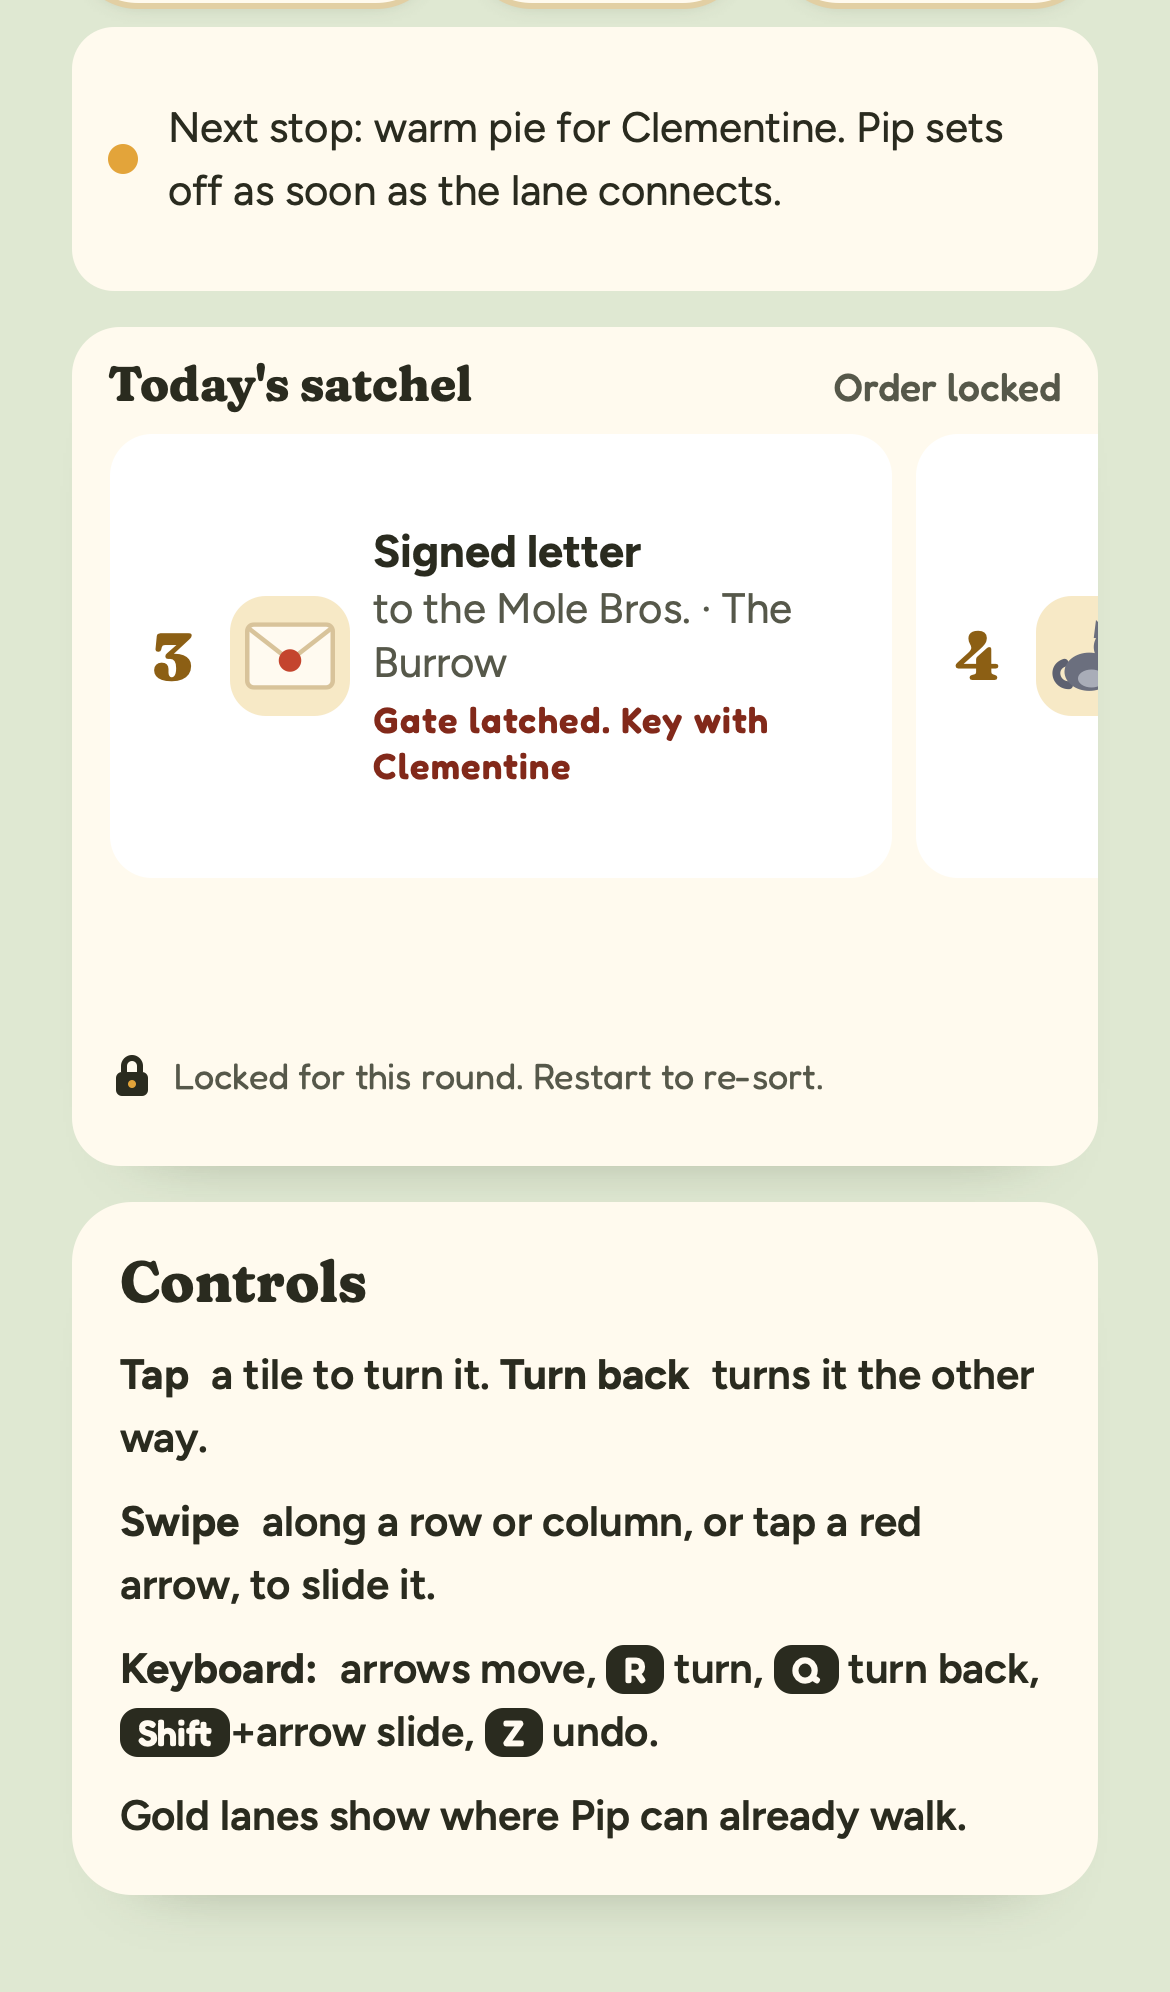 Next stop: warm pie for Clementine. Pip sets
off as soon as the lane connects.
Today's satchel
Order locked
3
Signed letter
to the Mole Bros. · The
Burrow
Gate latched. Key with
Clementine
4
Locked for this round. Restart to re-sort.
Controls
Tap a tile to turn it. Turn back turns it the other
way.
Swipe along a row or column, or tap a red
arrow, to slide it.
Keyboard: arrows move, R turn, Q turn back,
Shift+arrow slide, Z undo.
Gold lanes show where Pip can already walk.